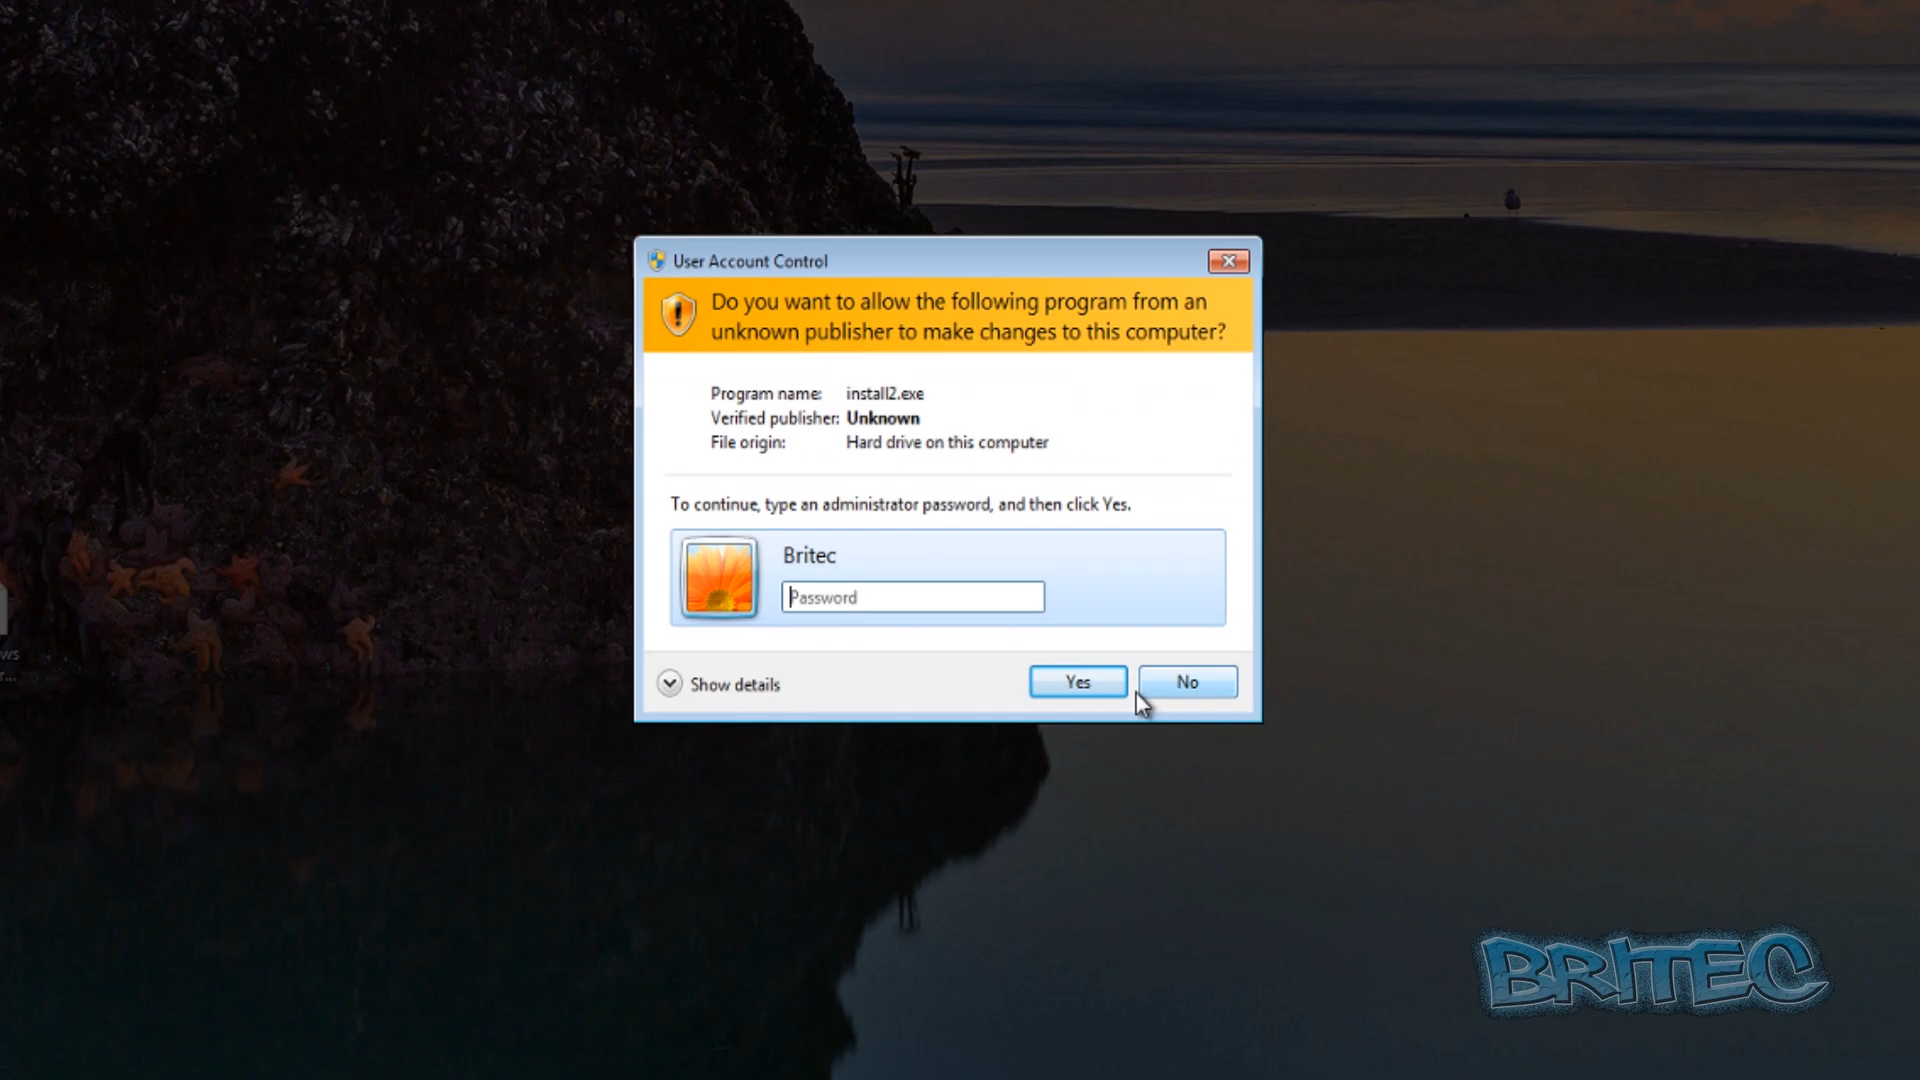 User Account Control
Do you want to allow the following program from an
unknown publisher to make changes to this computer?
Program name: install2.exe
Verified publisher: Unknown
File origin: Hard drive on this computer
To continue, type an administrator password, and then click Yes.
Britec
Password
ws
r...
Show details
Yes
No
BRITEC